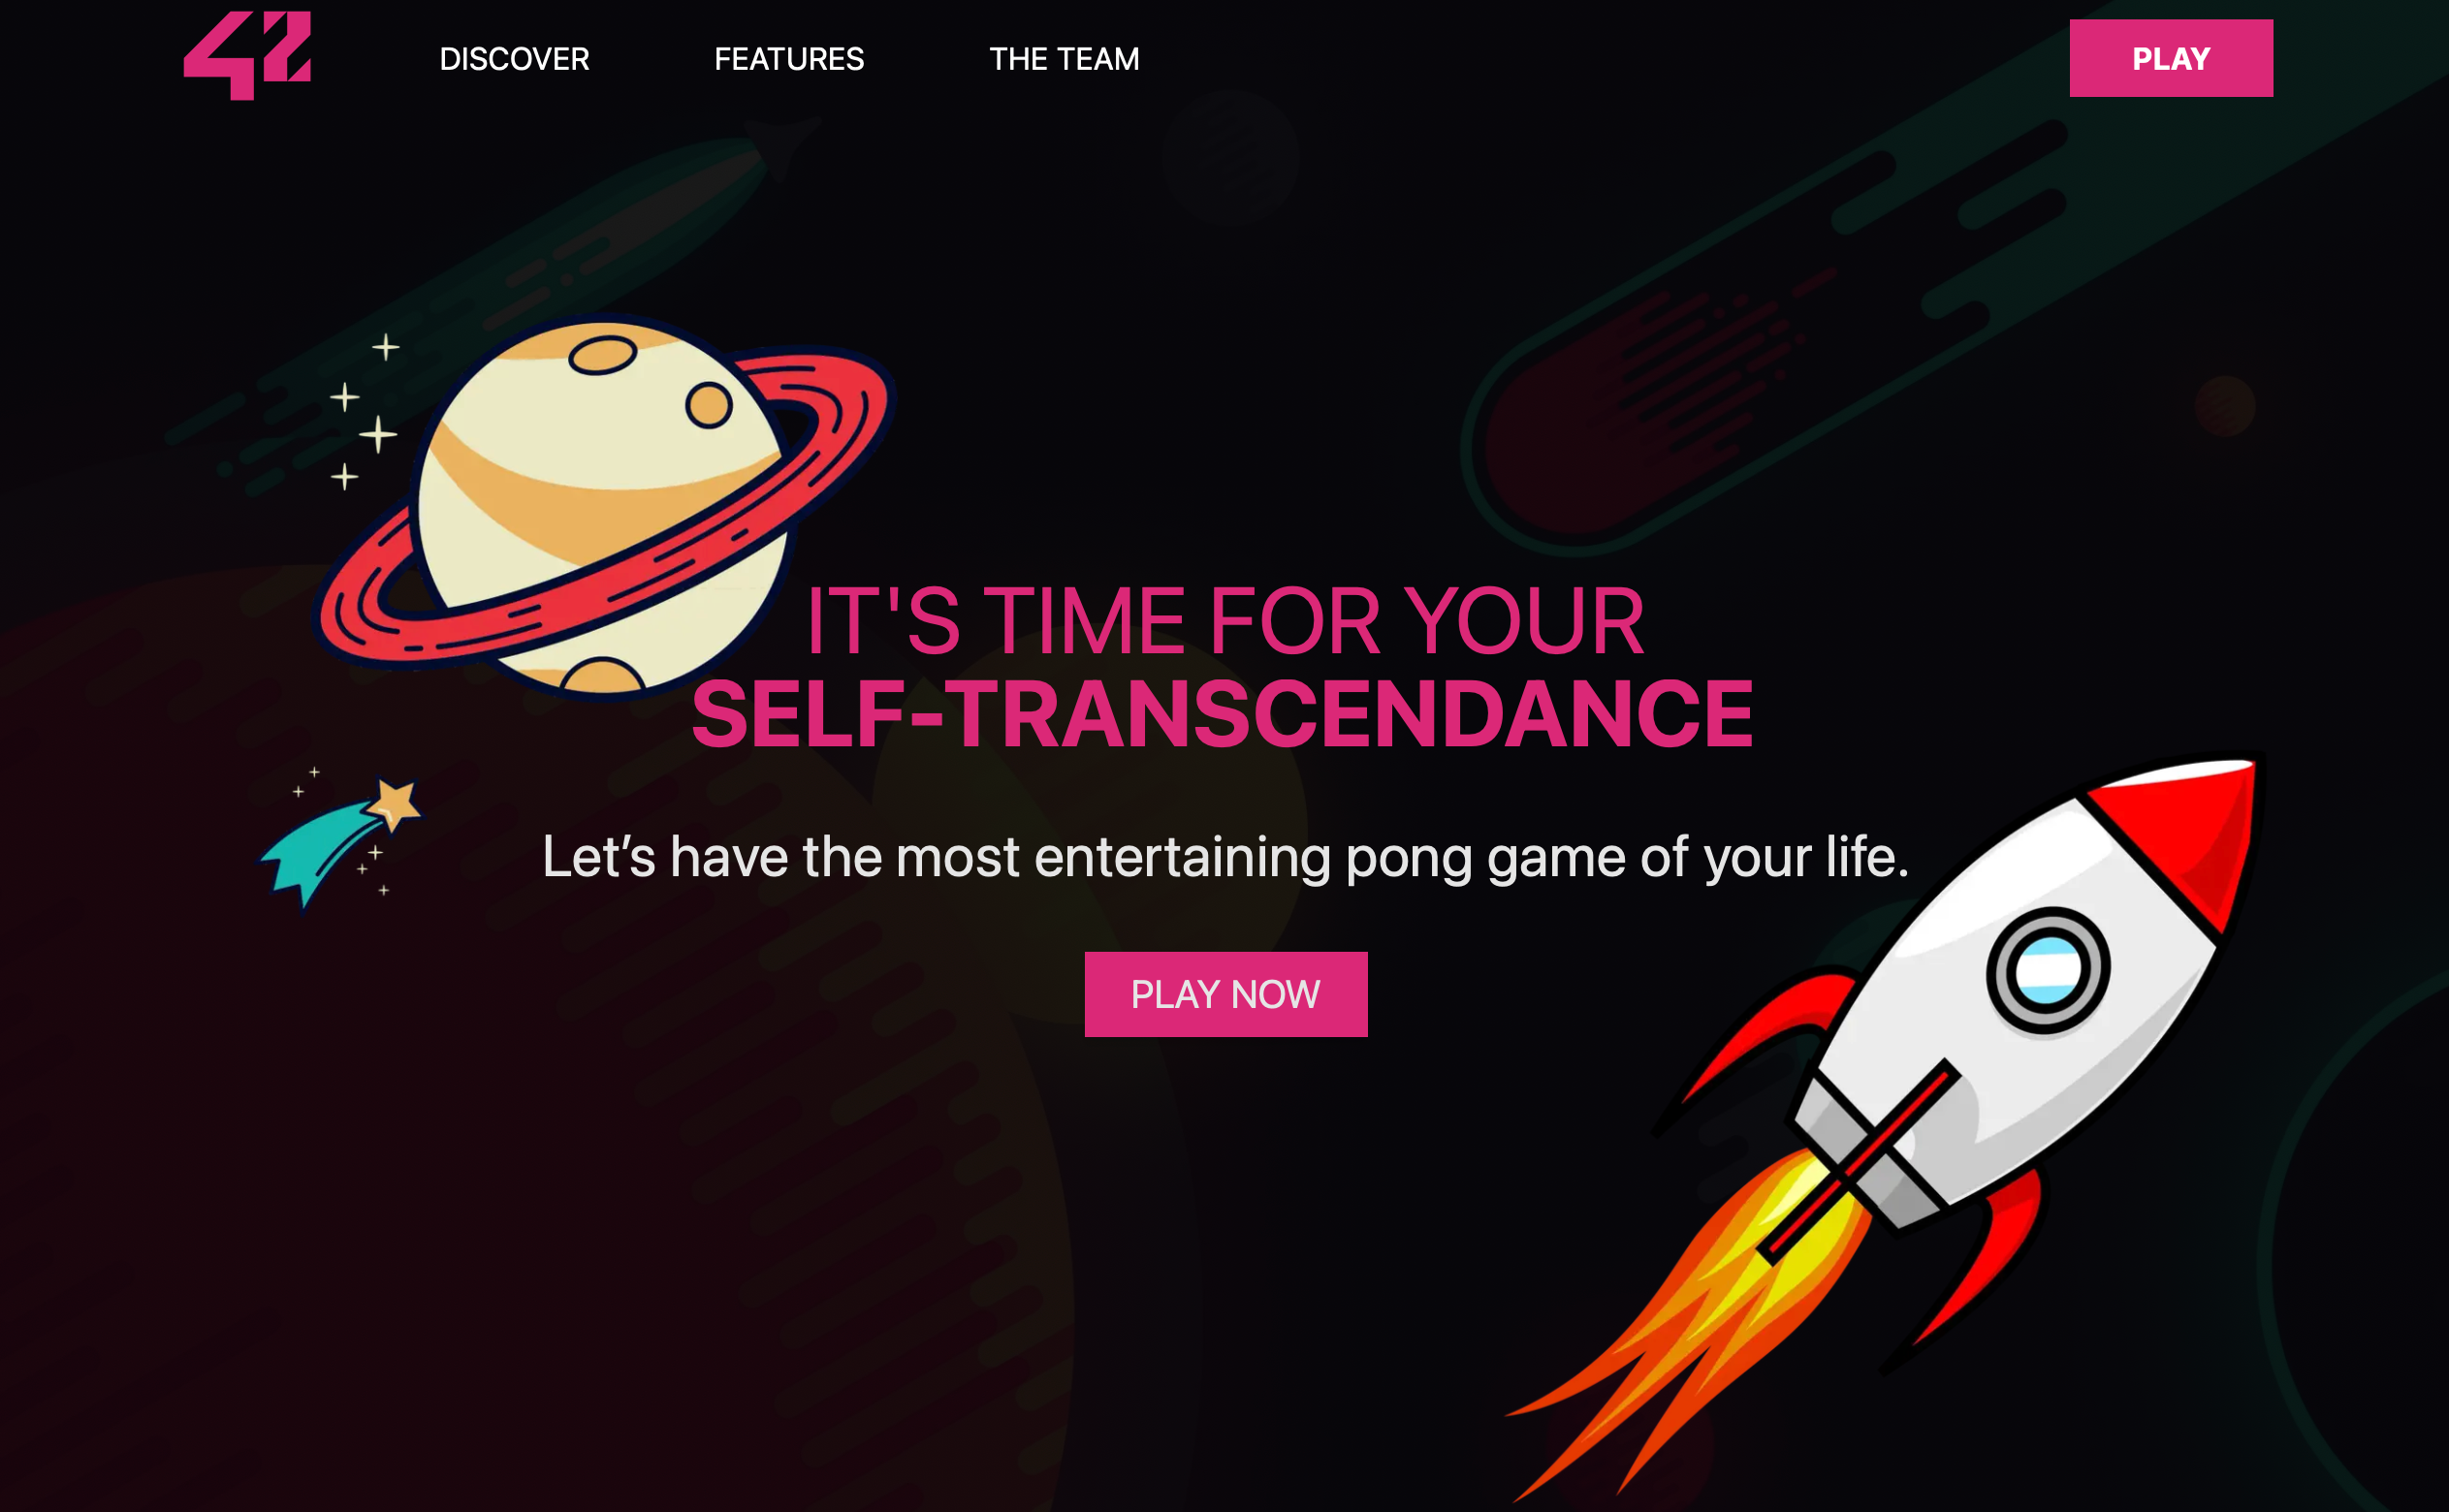 42
DISCOVER
FEATURES
THE TEAM
PLAY
IT'S TIME FOR YOUR
SELF-TRANSCENDANCE
Let’s have the most entertaining pong game of your life.
PLAY NOW